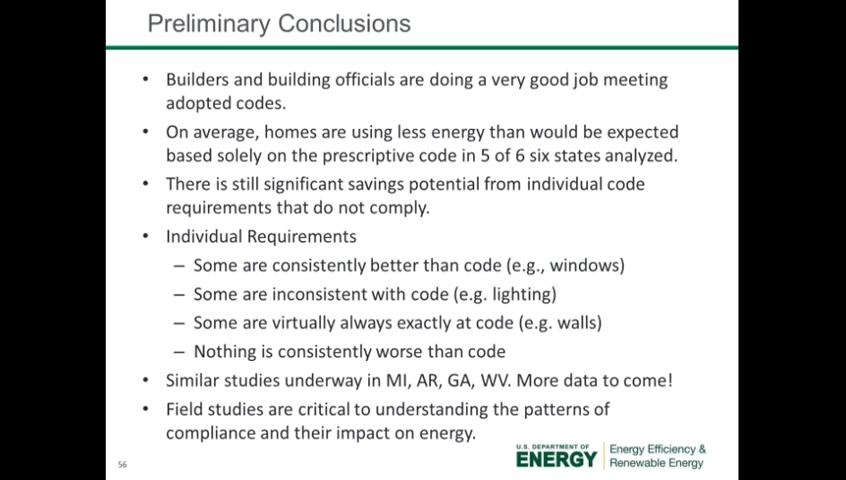 Preliminary Conclusions
• Builders and building officials are doing a very good job meeting
adopted codes.
• On average, homes are using less energy than would be expected
based solely on the prescriptive code in 5 of 6 six states analyzed.
• There is still significant savings potential from individual code
requirements that do not comply.
• Individual Requirements
– Some are consistently better than code (e.g., windows)
– Some are inconsistent with code (e.g. lighting)
– Some are virtually always exactly at code (e.g. walls)
– Nothing is consistently worse than code
• Similar studies underway in MI, AR, GA, WV. More data to come!
• Field studies are critical to understanding the patterns of
compliance and their impact on energy.
56
U.S. DEPARTMENT OF
ENERGY
Energy Efficiency &
Renewable Energy